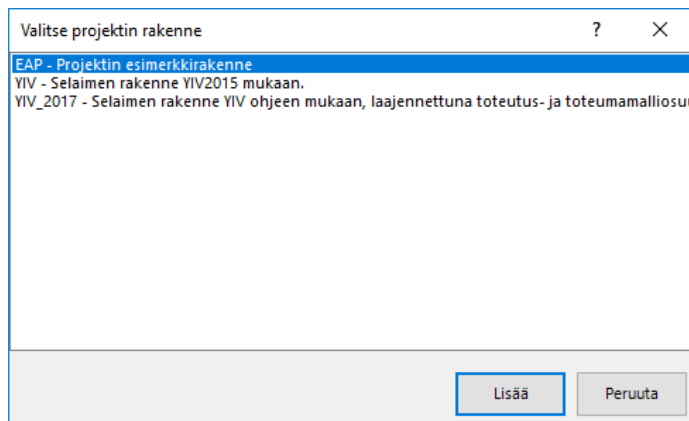 Valitse projektin rakenne ?
EAP - Projektin esimerkkirakenne
YIV - Selaimen rakenne YIV2015 mukaan.
YIV_2017 - Selaimen rakenne YIV ohjeen mukaan, laajennettuna toteutus- ja
Lisää Peruuta